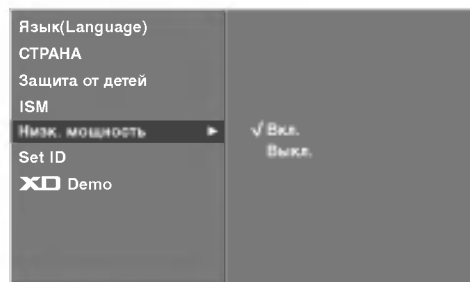 Язык(Language)
СТРАНА
Защита от детей
ISM
Низк. мощность ►
√ Вкл.
Выкл.
Set ID
XD Demo